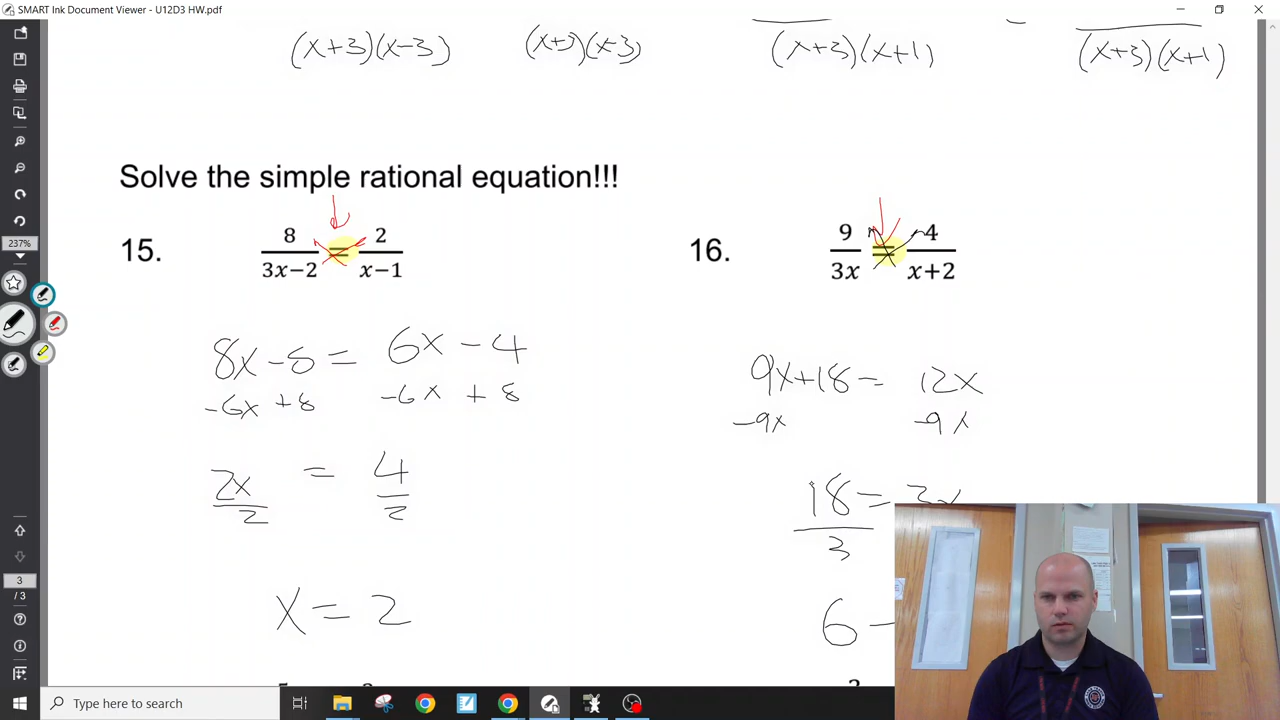 SMART Ink Document Viewer - U12D3 HW.pdf
(x+3)(x-3) (x+3)(x-3) (x+3)(x+1) (x+3)(x+1)
Solve the simple rational equation!!!
15. 8 = 2 16. 9 = 4
3x−2 x−1 3x x+2
8x-8 = 6x-4
-6x +8 -6x + 8
9x+18 = 12x
-9x -9x
2x = 4
2 2
18 = 3x
3
x = 2
6 =
237%
3
/ 3
Type here to search